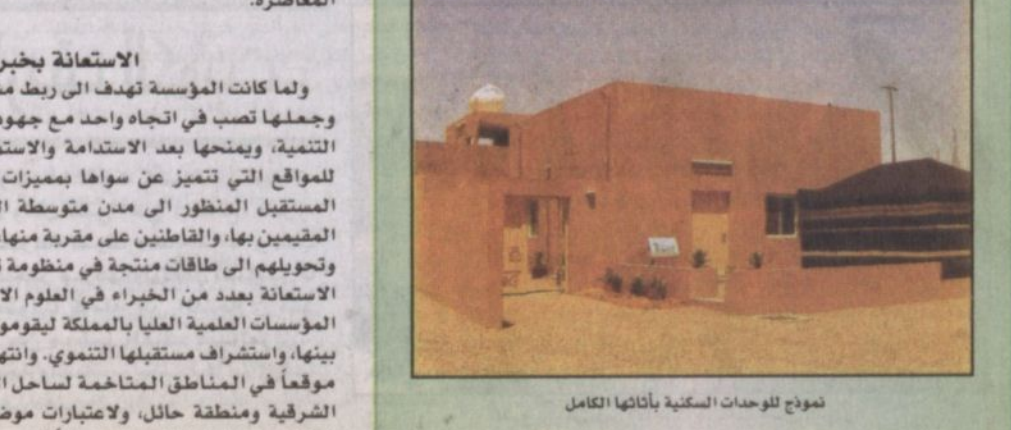 المعاصرة.
الاستعانة بخبر
ولما كانت المؤسسة تهدف الى ربط
وجعلها تصب في اتجاه واحد مع جهود
التنمية، ويمنحها بعد الاستدامة والاستم
للمواقع التي تتميز عن سواها بمميزات
المستقبل المنظور الى مدن متوسطة
المقيمين بها، والقاطنين على مقربة منها،
وتحويلهم الى طاقات منتجة في منظومة
الاستعانة بعدد من الخبراء في العلوم الا
المؤسسات العلمية العليا بالمملكة ليقومو
بينها، واستشراف مستقبلها التنموي. وانته
موقعاً في المناطق المتاخمة لساحل
الشرقية ومنطقة حائل، ولاعتبارات موض
نموذج للوحدات السكنية بأثاثها الكامل